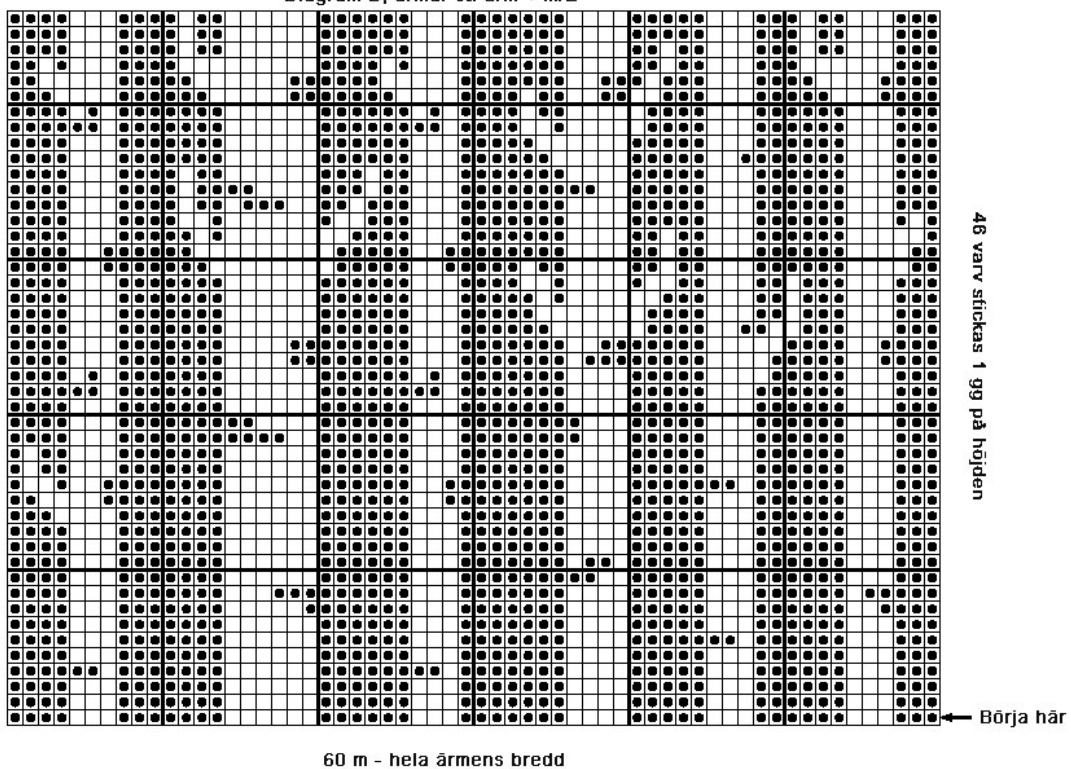 46 varv stickas 1 gg på höjden
Börja här
60 m - hela ärmens bredd